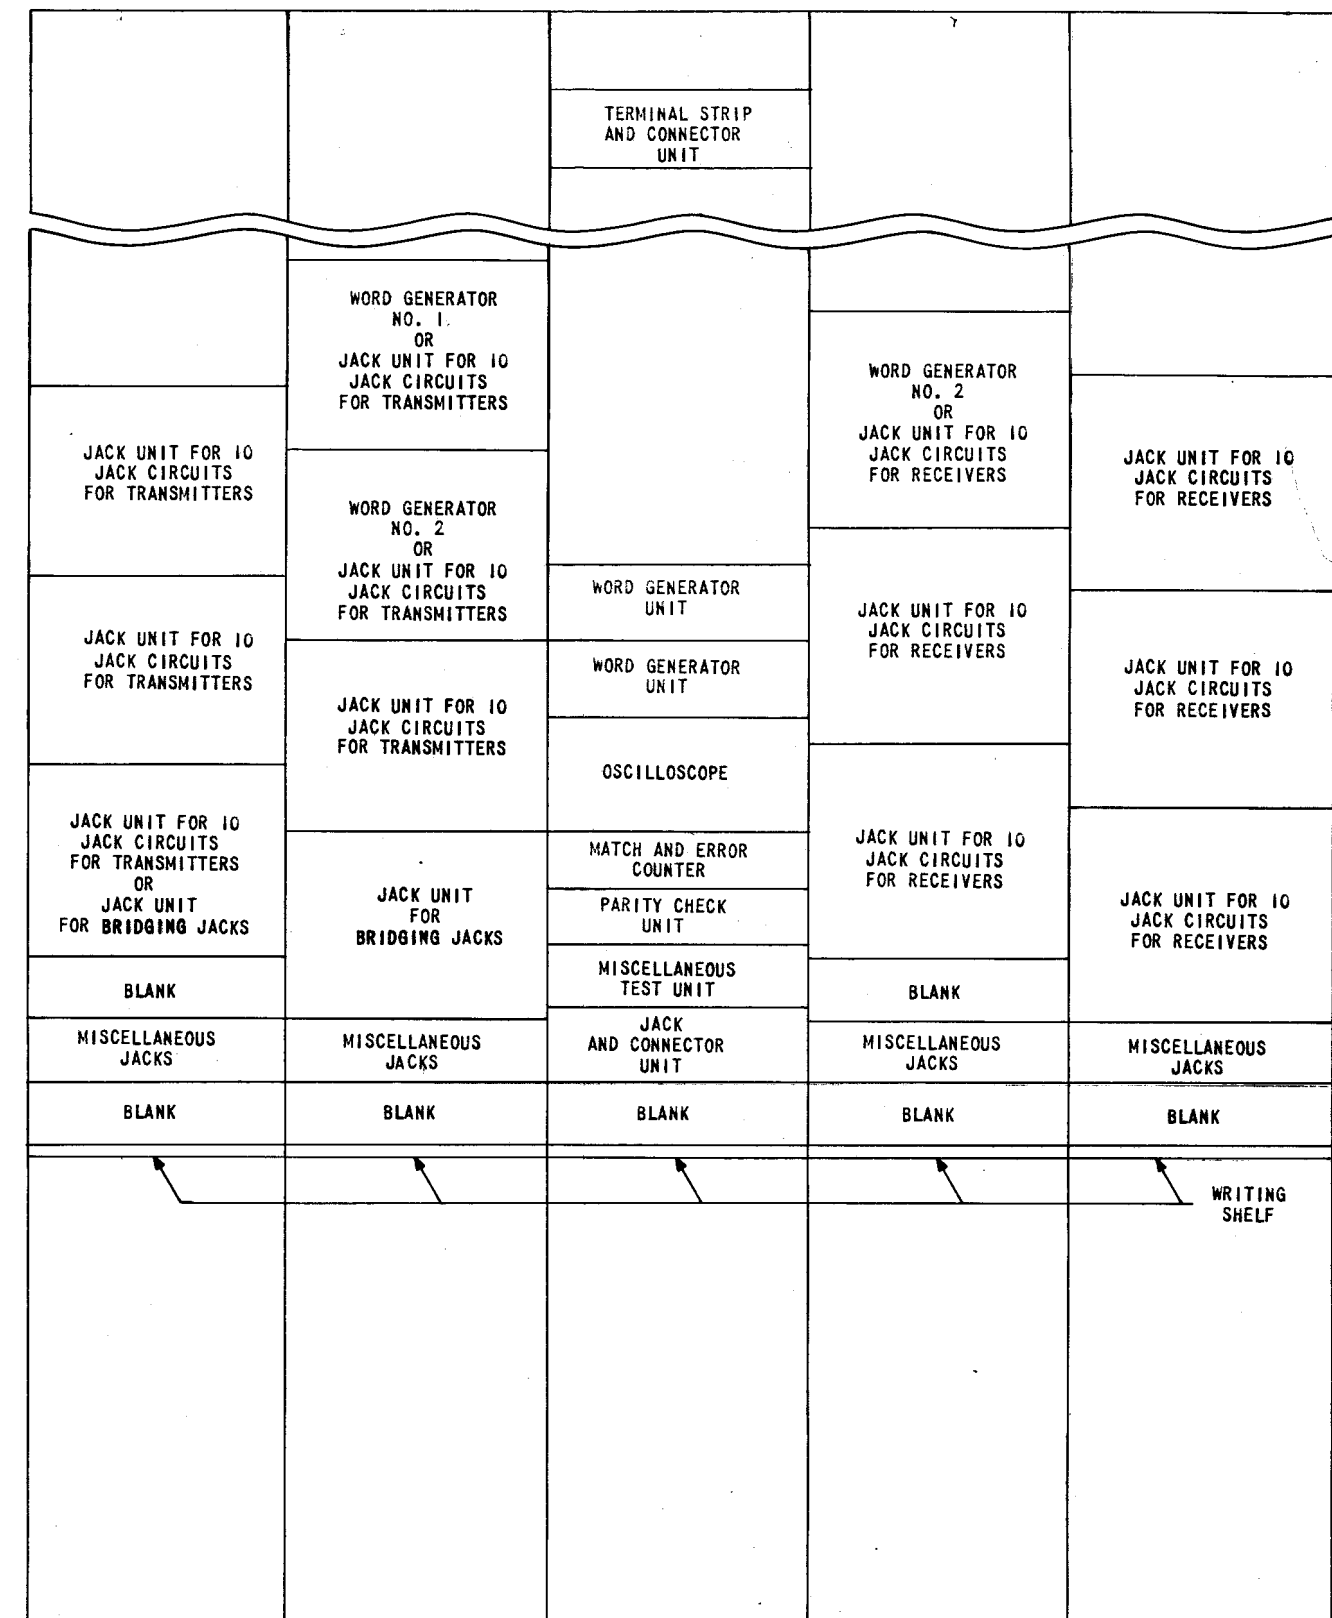 TERMINAL STRIP
AND CONNECTOR
UNIT
JACK UNIT FOR 10
JACK CIRCUITS
FOR TRANSMITTERS
JACK UNIT FOR 10
JACK CIRCUITS
FOR TRANSMITTERS
JACK UNIT FOR 10
JACK CIRCUITS
FOR TRANSMITTERS
OR
JACK UNIT
FOR BRIDGING JACKS
BLANK
MISCELLANEOUS
JACKS
BLANK
WORD GENERATOR
NO. 1
OR
JACK UNIT FOR 10
JACK CIRCUITS
FOR TRANSMITTERS
WORD GENERATOR
NO. 2
OR
JACK UNIT FOR 10
JACK CIRCUITS
FOR TRANSMITTERS
JACK UNIT FOR 10
JACK CIRCUITS
FOR TRANSMITTERS
JACK UNIT
FOR
BRIDGING JACKS
MISCELLANEOUS
JACKS
BLANK
WORD GENERATOR
UNIT
WORD GENERATOR
UNIT
OSCILLOSCOPE
MATCH AND ERROR
COUNTER
PARITY CHECK
UNIT
MISCELLANEOUS
TEST UNIT
JACK
AND CONNECTOR
UNIT
BLANK
WORD GENERATOR
NO. 2
OR
JACK UNIT FOR 10
JACK CIRCUITS
FOR RECEIVERS
JACK UNIT FOR 10
JACK CIRCUITS
FOR RECEIVERS
JACK UNIT FOR 10
JACK CIRCUITS
FOR RECEIVERS
BLANK
MISCELLANEOUS
JACKS
BLANK
JACK UNIT FOR 10
JACK CIRCUITS
FOR RECEIVERS
JACK UNIT FOR 10
JACK CIRCUITS
FOR RECEIVERS
JACK UNIT FOR 10
JACK CIRCUITS
FOR RECEIVERS
MISCELLANEOUS
JACKS
BLANK
WRITING
SHELF